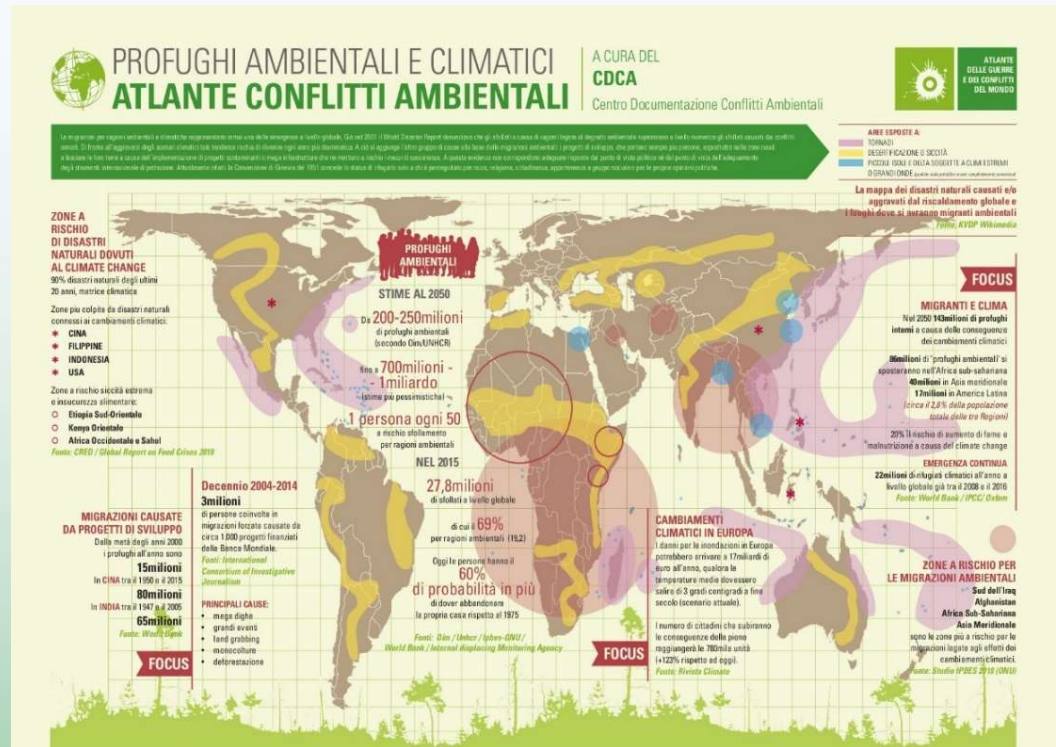 PROFUGHI AMBIENTALI E CLIMATICI
ATLANTE CONFLITTI AMBIENTALI
A CURA DEL
CDCA
Centro Documentazione Conflitti Ambientali
ATLANTE
DELLE GUERRE
E DEI CONFLITTI
DEL MONDO
AREE ESPOSTE A:
TORNADI
DESERTIFICAZIONE O SICCITÀ
PICCOLE ISOLE E DELTA SOGGETTE A CLIMI ESTREMI
O GRANDI ONDE
La mappa dei disastri naturali causati e/o
aggravati dal riscaldamento globale e
i luoghi dove si avranno migranti ambientali
Fonte: KVDP Wikimedia
ZONE A
RISCHIO
DI DISASTRI
NATURALI DOVUTI
AL CLIMATE CHANGE
90% disastri naturali degli ultimi
20 anni, matrice climatica
Zone piu colpite da disastri naturali
connessi ai cambiamenti climatici:
CINA
FILIPPINE
INDONESIA
USA
Zone a rischio siccità estrema
e insicurezza alimentare:
Etiopia Sud-Orientale
Kenya Orientale
Africa Occidentale e Sahel
Fonte: CRED / Global Report on Food Crises 2018
PROFUGHI
AMBIENTALI
STIME AL 2050
Da 200-250milioni
di profughi ambientali
(secondo Oim/UNHCR)
fino a 700milioni -
- 1miliardo
(stime più pessimistiche)
1 persona ogni 50
a rischio sfollamento
per ragioni ambientali
NEL 2015
27,8milioni
di sfollati a livello globale
di cui il 69%
per ragioni ambientali (19,2)
Oggi le persone hanno il
60%
di probabilità in più
di dover abbandonare
la propria casa rispetto al 1975
Fonti: Oim / Unhcr / Ipbes-ONU /
World Bank / Internal displacing Monitoring Agency
FOCUS
MIGRANTI E CLIMA
Nel 2050 143milioni di profughi
interni a causa delle conseguenze
dei cambiamenti climatici
86milioni di 'profughi ambientali' si
sposteranno nell'Africa sub-sahariana
40milioni in Asia meridionale
17milioni in America Latina
(circa il 2,8% della popolazione
totale delle tre Regioni)
20% il rischio di aumento di fame e
malnutrizione a causa del climate change
EMERGENZA CONTINUA
22milioni di rifugiati climatici all'anno a
livello globale già tra il 2008 e il 2016
Fonte: World Bank / IPCC/ Oxfam
MIGRAZIONI CAUSATE
DA PROGETTI DI SVILUPPO
Dalla metà degli anni 2000
i profughi all'anno sono
15milioni
In CINA tra il 1950 e il 2015
80milioni
In INDIA tra il 1947 e il 2005
65milioni
Fonte: World Bank
FOCUS
Decennio 2004-2014
3milioni
di persone coinvolte in
migrazioni forzate causate da
circa 1.000 progetti finanziati
dalla Banca Mondiale.
Fonti: International
Consortium of Investigative
Journalism
PRINCIPALI CAUSE:
• mega dighe
• grandi eventi
• land grabbing
• monocolture
• deforestazione
FOCUS
CAMBIAMENTI
CLIMATICI IN EUROPA
I danni per le inondazioni in Europa
potrebbero arrivare a 17miliardi di
euro all'anno, qualora le
temperature medie dovessero
salire di 3 gradi centigradi a fine
secolo (scenario attuale).
I numero di cittadini che subiranno
le conseguenze delle piene
raggiungerà le 780mila unità
(+123% rispetto ad oggi).
Fonte: Rivista Climate
ZONE A RISCHIO PER
LE MIGRAZIONI AMBIENTALI
Sud dell'Iraq
Afghanistan
Africa Sub-Sahariana
Asia Meridionale
sono le zone più a rischio per le
migrazioni legate agli effetti dei
cambiamenti climatici.
Fonte: Studio IPBES 2018 (ONU)